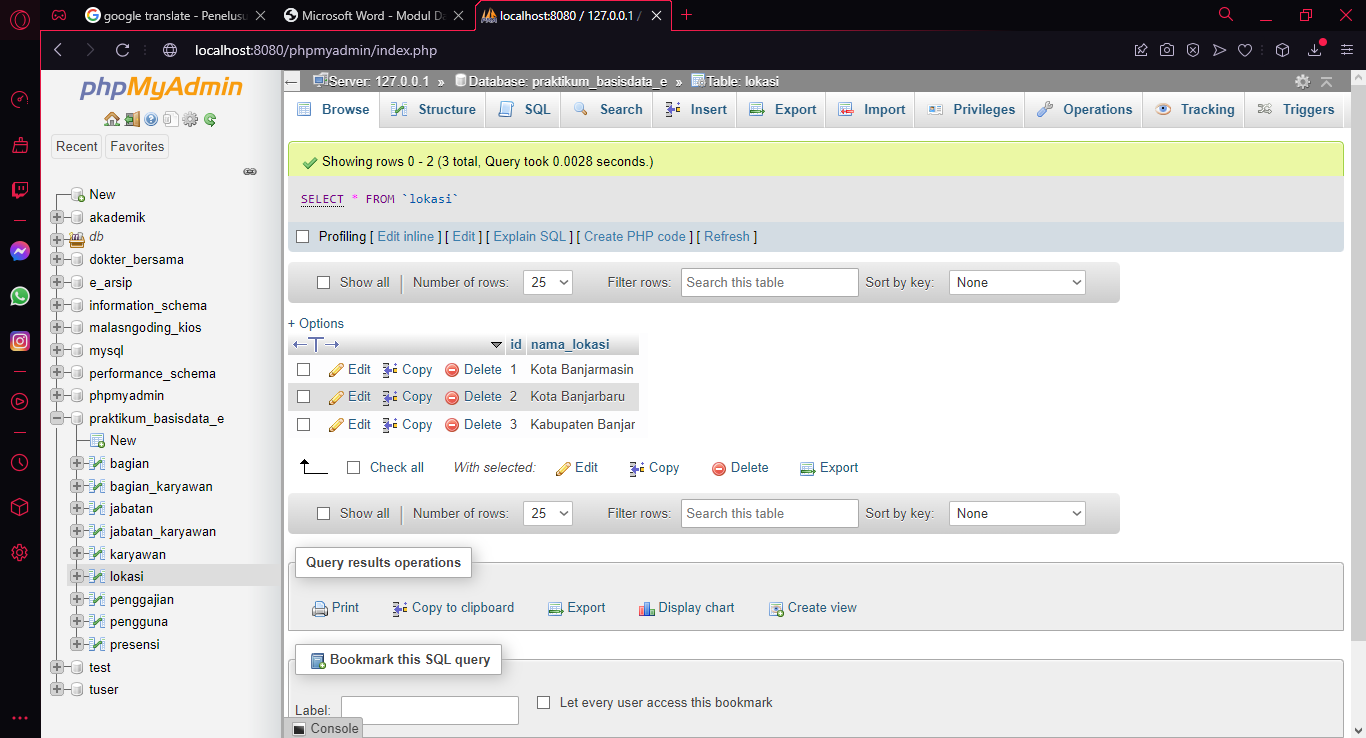 google translate - Penelusu
Microsoft Word - Modul Da
localhost:8080 / 127.0.0.1 /
localhost:8080/phpmyadmin/index.php
phpMyAdmin
Recent
Favorites
New
akademik
db
dokter_bersama
e_arsip
information_schema
malasngoding_kios
mysql
performance_schema
phpmyadmin
praktikum_basisdata_e
New
bagian
bagian_karyawan
jabatan
jabatan_karyawan
karyawan
lokasi
penggajian
pengguna
presensi
test
tuser
Server: 127.0.0.1 » Database: praktikum_basisdata_e » Table: lokasi
Browse Structure SQL Search Insert Export Import Privileges Operations Tracking Triggers
Showing rows 0 - 2 (3 total, Query took 0.0028 seconds.)
SELECT * FROM `lokasi`
Profiling [ Edit inline ] [ Edit ] [ Explain SQL ] [ Create PHP code ] [ Refresh ]
Show all | Number of rows: 25 Filter rows: Search this table Sort by key: None
+ Options
id nama_lokasi
Edit Copy Delete 1 Kota Banjarmasin
Edit Copy Delete 2 Kota Banjarbaru
Edit Copy Delete 3 Kabupaten Banjar
Check all With selected: Edit Copy Delete Export
Show all | Number of rows: 25 Filter rows: Search this table Sort by key: None
Query results operations
Print Copy to clipboard Export Display chart Create view
Bookmark this SQL query
Label: Let every user access this bookmark
Console